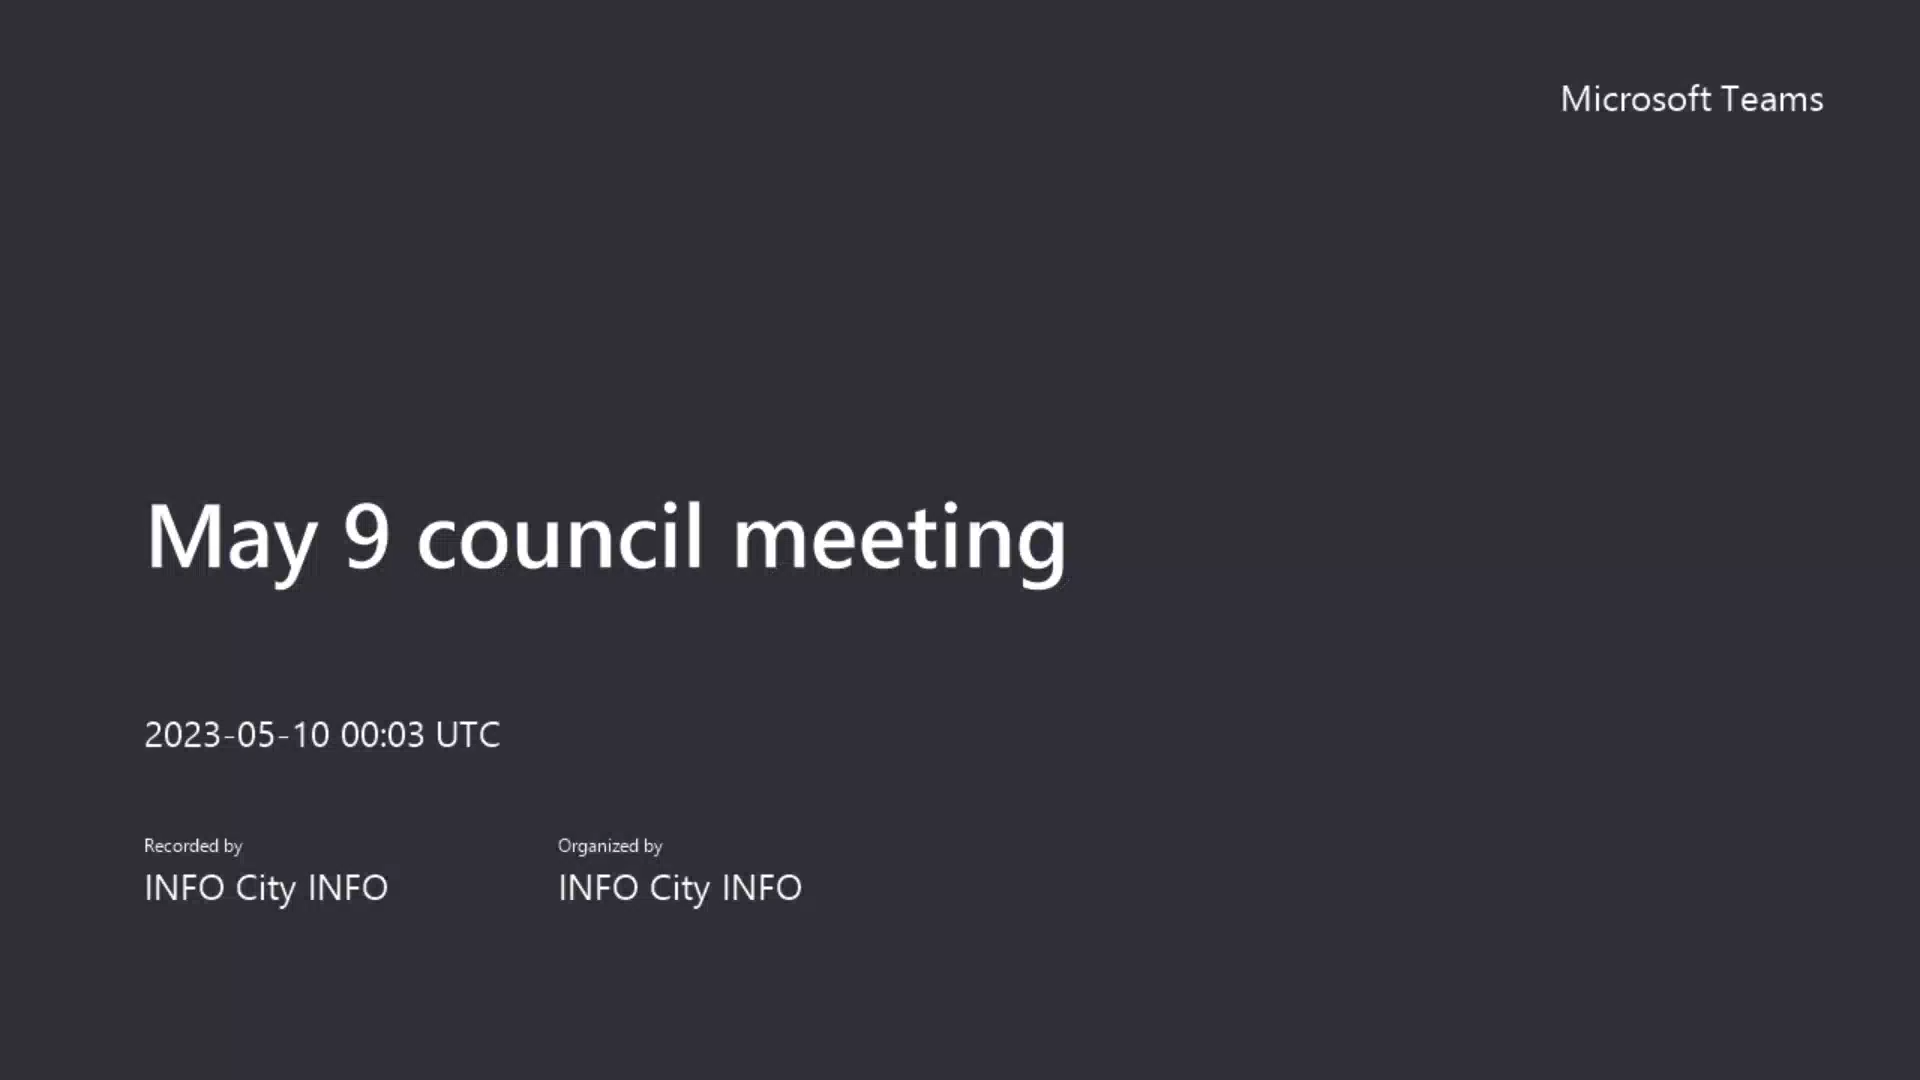 Microsoft Teams
May 9 council meeting
2023-05-10 00:03 UTC
Recorded by
INFO City INFO
Organized by
INFO City INFO